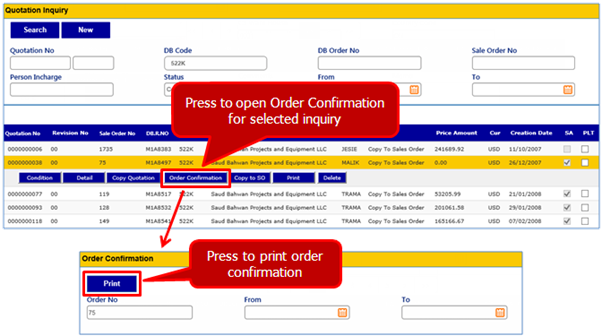 Quotation Inquiry
Search New
Quotation No DB Code DB Order No Sale Order No
522K
Person Incharge Status From To
Press to open Order Confirmation
for selected inquiry
Quotation No Revision No Sale Order No DBJLNO Price Amount Cur Creation Date SA PLT
0000000006 00 1735 M1A8383 522K Saud Bahwan Projects and Equipment LLC JESIE Copy To Sales Order 241689.92 USD 11/10/2007
0000000038 00 75 M1A8497 522K Saud Bahwan Projects and Equipment LLC MALIK Copy To Sales Order 0.00 USD 26/12/2007
Condition Detail Copy Quotation Order Confirmation Copy to SO Print Delete
0000000077 00 119 M1A8517 522K Saud Bahwan Projects and Equipment LLC TRAMA Copy To Sales Order 53205.99 USD 21/01/2008
0000000093 00 128 M1A8532 522K Saud Bahwan Projects and Equipment LLC TRAMA Copy To Sales Order 201061.58 USD 29/01/2008
0000000118 00 149 M1A8541 522K Saud Bahwan Projects and Equipment LLC TRAMA Copy To Sales Order 165166.67 USD 07/02/2008
Order Confirmation
Print
Press to print order
confirmation
Order No From To
75